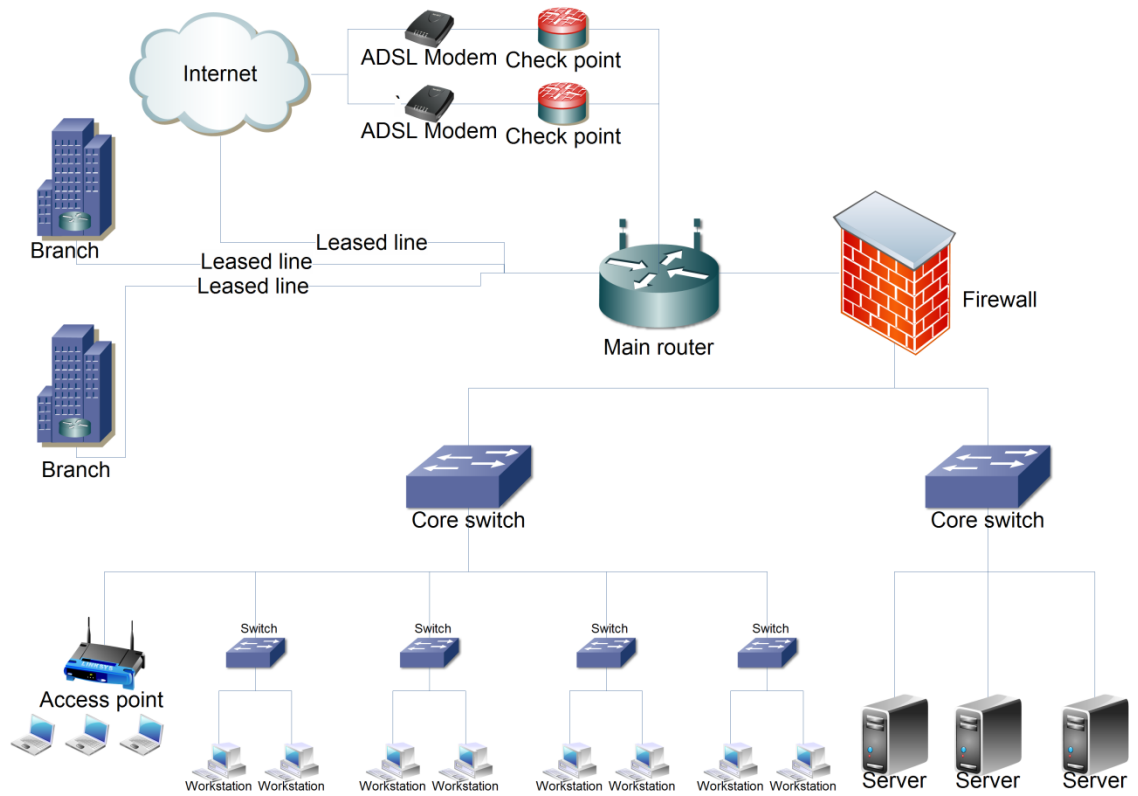 ADSL Modem
Check point
Internet
ADSL Modem
Check point
Branch
Leased line
Leased line
Leased line
Firewall
Main router
Branch
Core switch
Core switch
Switch
Switch
Switch
Switch
LINKSYS
Access point
Workstation
Workstation
Workstation
Workstation
Workstation
Workstation
Workstation
Workstation
Server
Server
Server